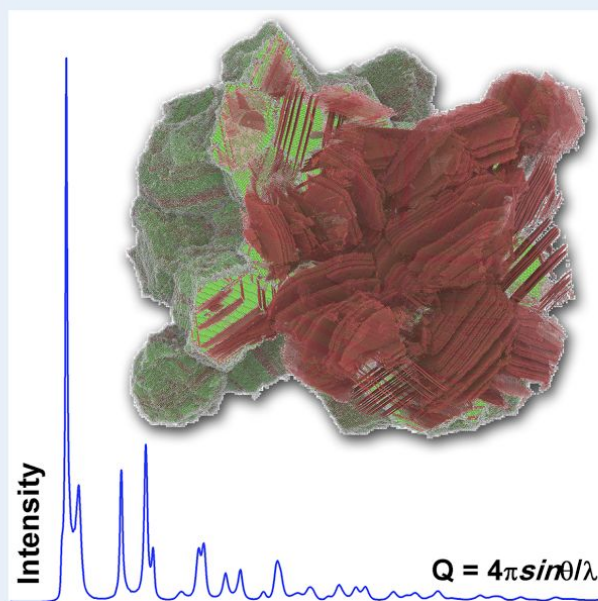 Intensity
Q = 4πsinθ/λ